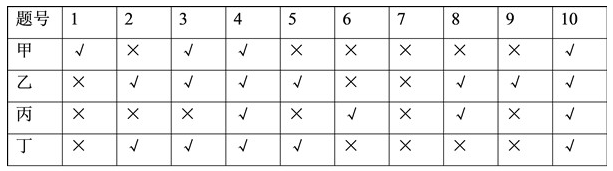 题号 1 2 3 4 5 6 7 8 9 10
甲 √ × √ √ × × × × × √
乙 × √ √ √ √ × × √ √ √
丙 × × × √ × √ × √ × √
丁 × √ √ √ √ × × × × √